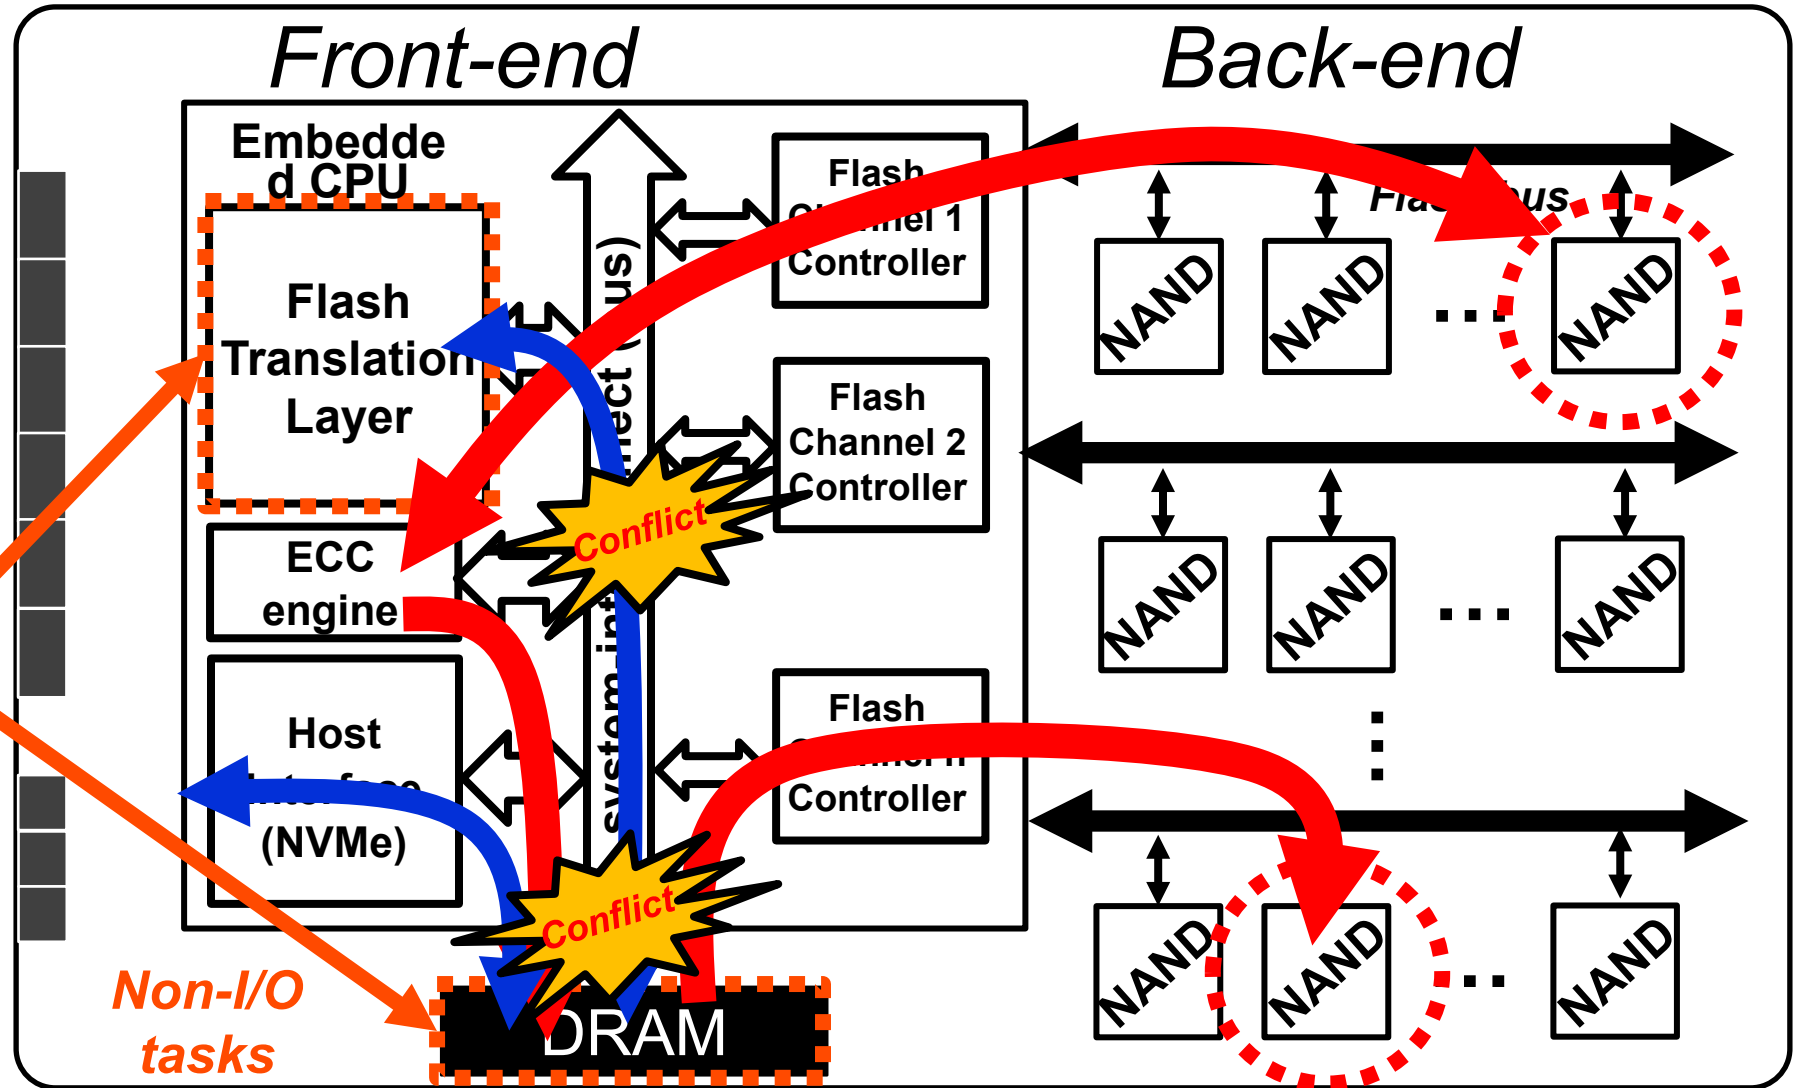 Front-end
Back-end
Embedde
d CPU
Flash
Translation
Layer
ECC
engine
Host
(NVMe)
Flash
Controller
Flash
Channel 2
Controller
Flash
Controller
NAND
NAND
...
NAND
NAND
NAND
...
NAND
NAND
NAND
..
NAND
Conflict
Conflict
DRAM
Non-I/O
tasks